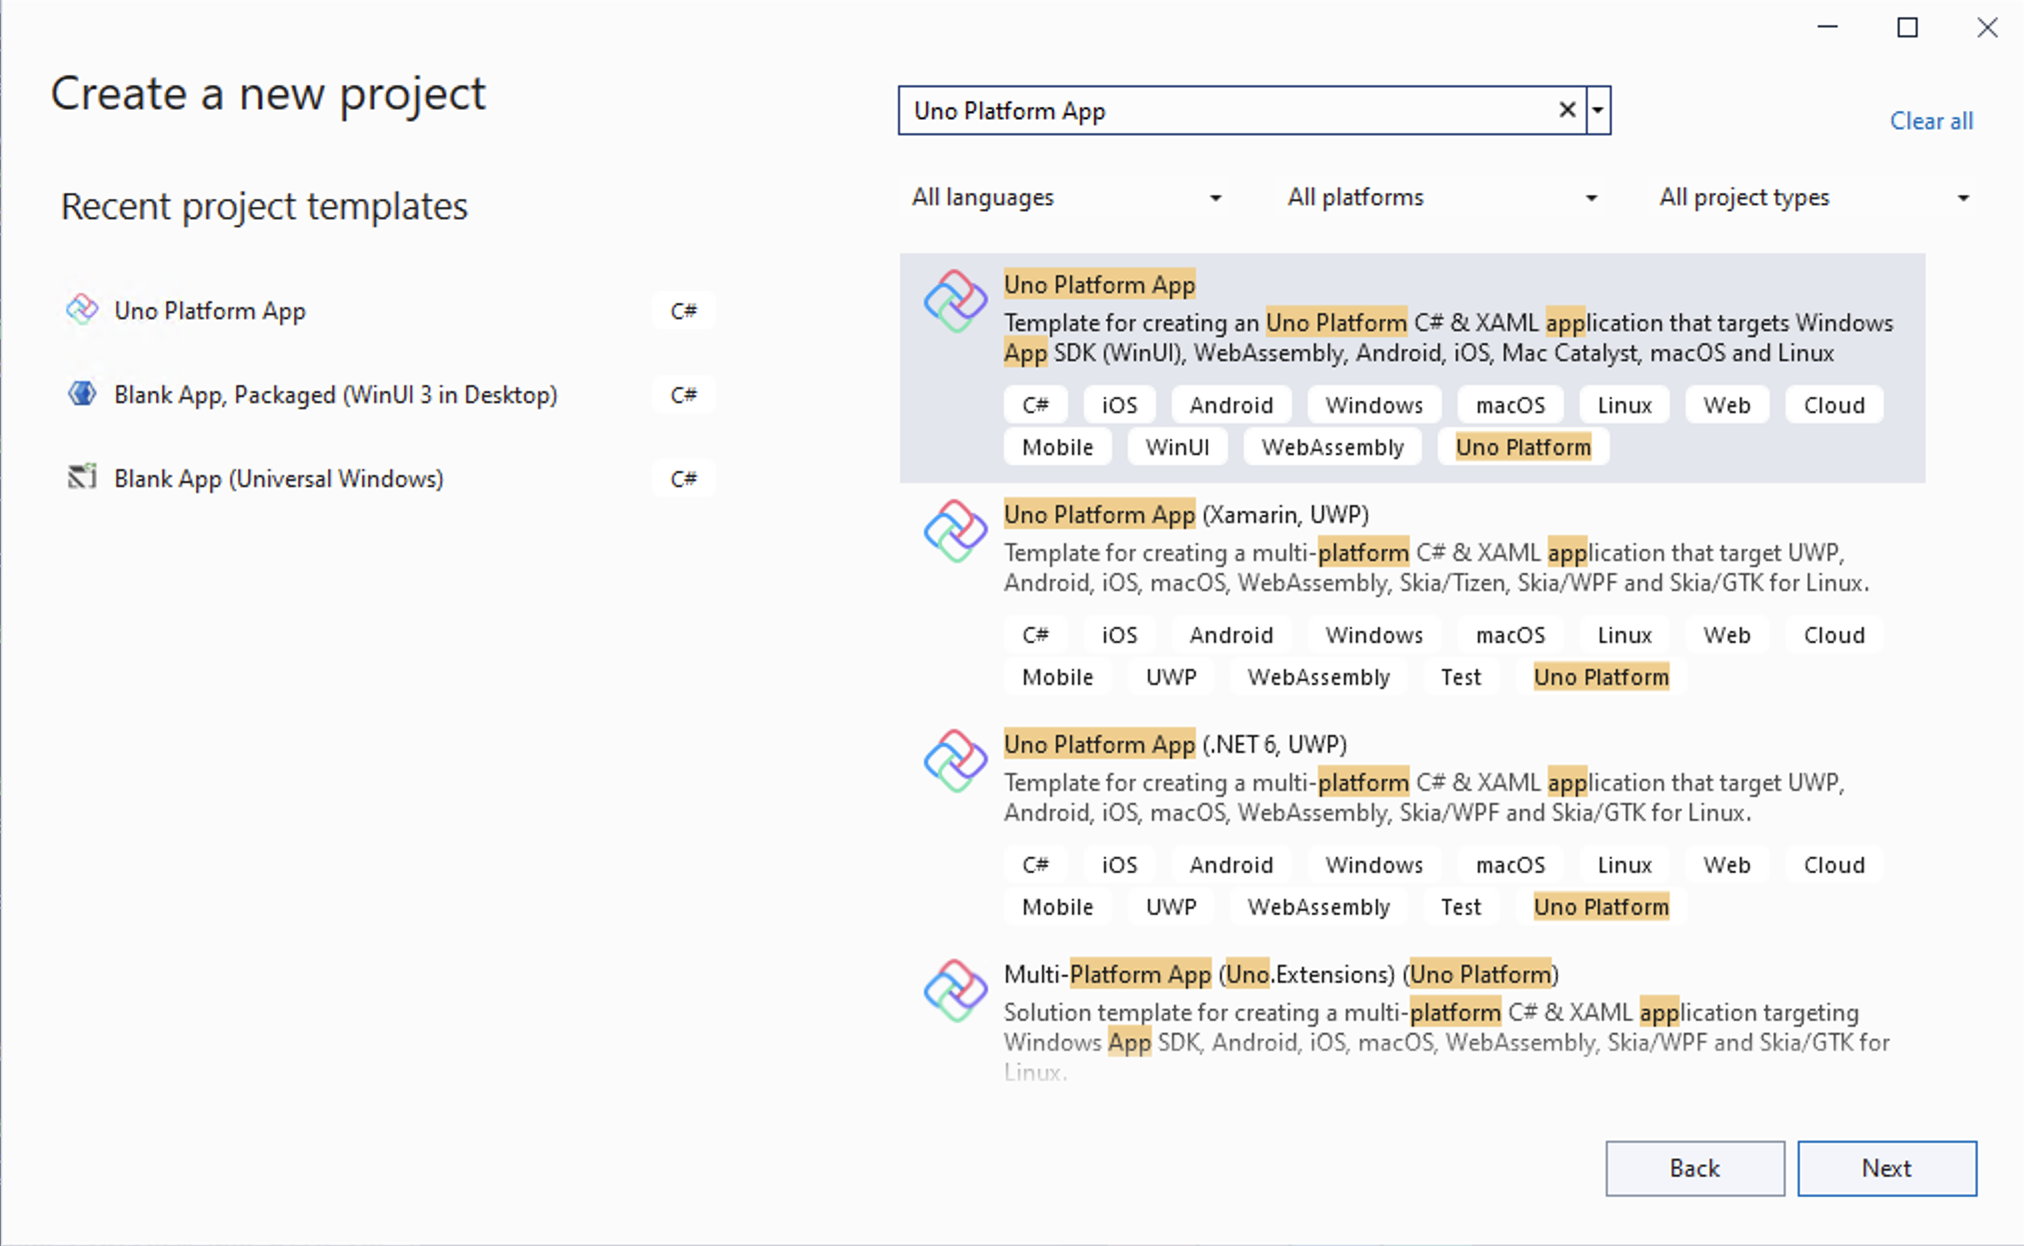 Create a new project
Uno Platform App
Clear all
Recent project templates
All languages
All platforms
All project types
Uno Platform App C#
Blank App, Packaged (WinUI 3 in Desktop) C#
Blank App (Universal Windows) C#
Uno Platform App
Template for creating an Uno Platform C# & XAML application that targets Windows
App SDK (WinUI), WebAssembly, Android, iOS, Mac Catalyst, macOS and Linux
C# iOS Android Windows macOS Linux Web Cloud
Mobile WinUI WebAssembly Uno Platform
Uno Platform App (Xamarin, UWP)
Template for creating a multi-platform C# & XAML application that target UWP,
Android, iOS, macOS, WebAssembly, Skia/Tizen, Skia/WPF and Skia/GTK for Linux.
C# iOS Android Windows macOS Linux Web Cloud
Mobile UWP WebAssembly Test Uno Platform
Uno Platform App (.NET 6, UWP)
Template for creating a multi-platform C# & XAML application that target UWP,
Android, iOS, macOS, WebAssembly, Skia/WPF and Skia/GTK for Linux.
C# iOS Android Windows macOS Linux Web Cloud
Mobile UWP WebAssembly Test Uno Platform
Multi-Platform App (Uno.Extensions) (Uno Platform)
Solution template for creating a multi-platform C# & XAML application targeting
Windows App SDK, Android, iOS, macOS, WebAssembly, Skia/WPF and Skia/GTK for
Linux.
Back
Next